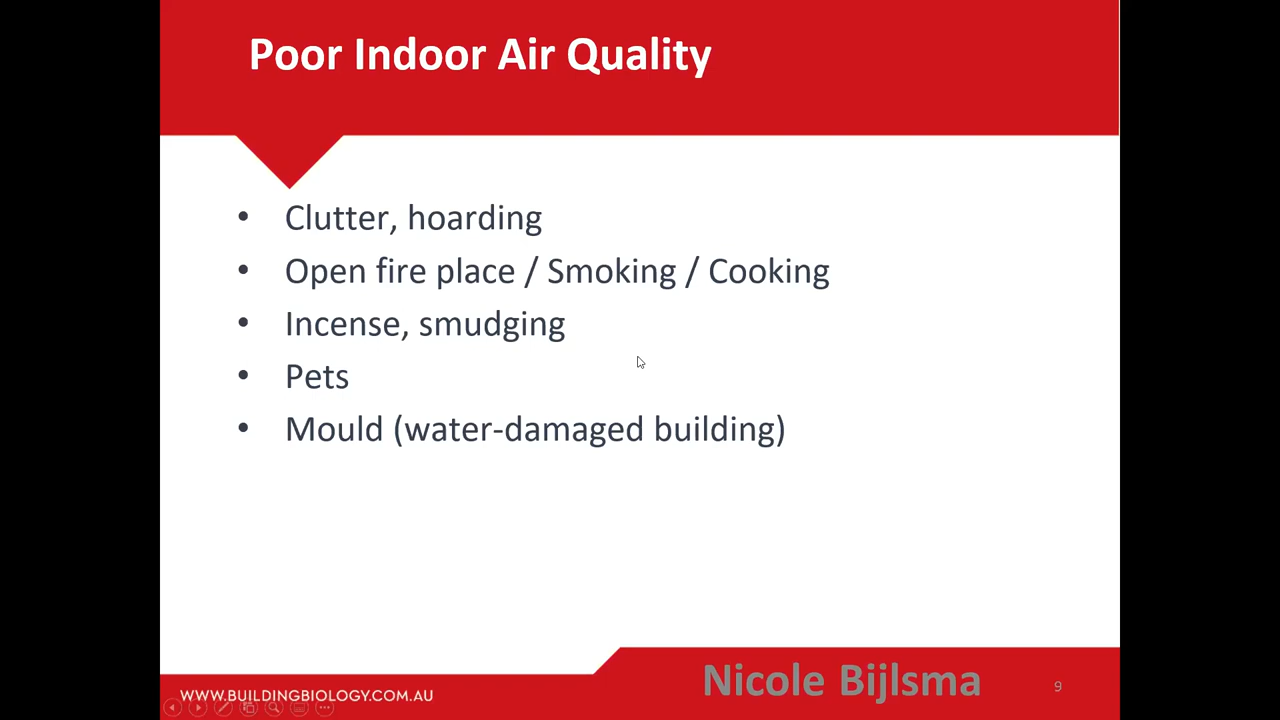 Poor Indoor Air Quality
• Clutter, hoarding
• Open fire place / Smoking / Cooking
• Incense, smudging
• Pets
• Mould (water-damaged building)
WWW.BUILDINGBIOLOGY.COM.AU
Nicole Bijlsma
9